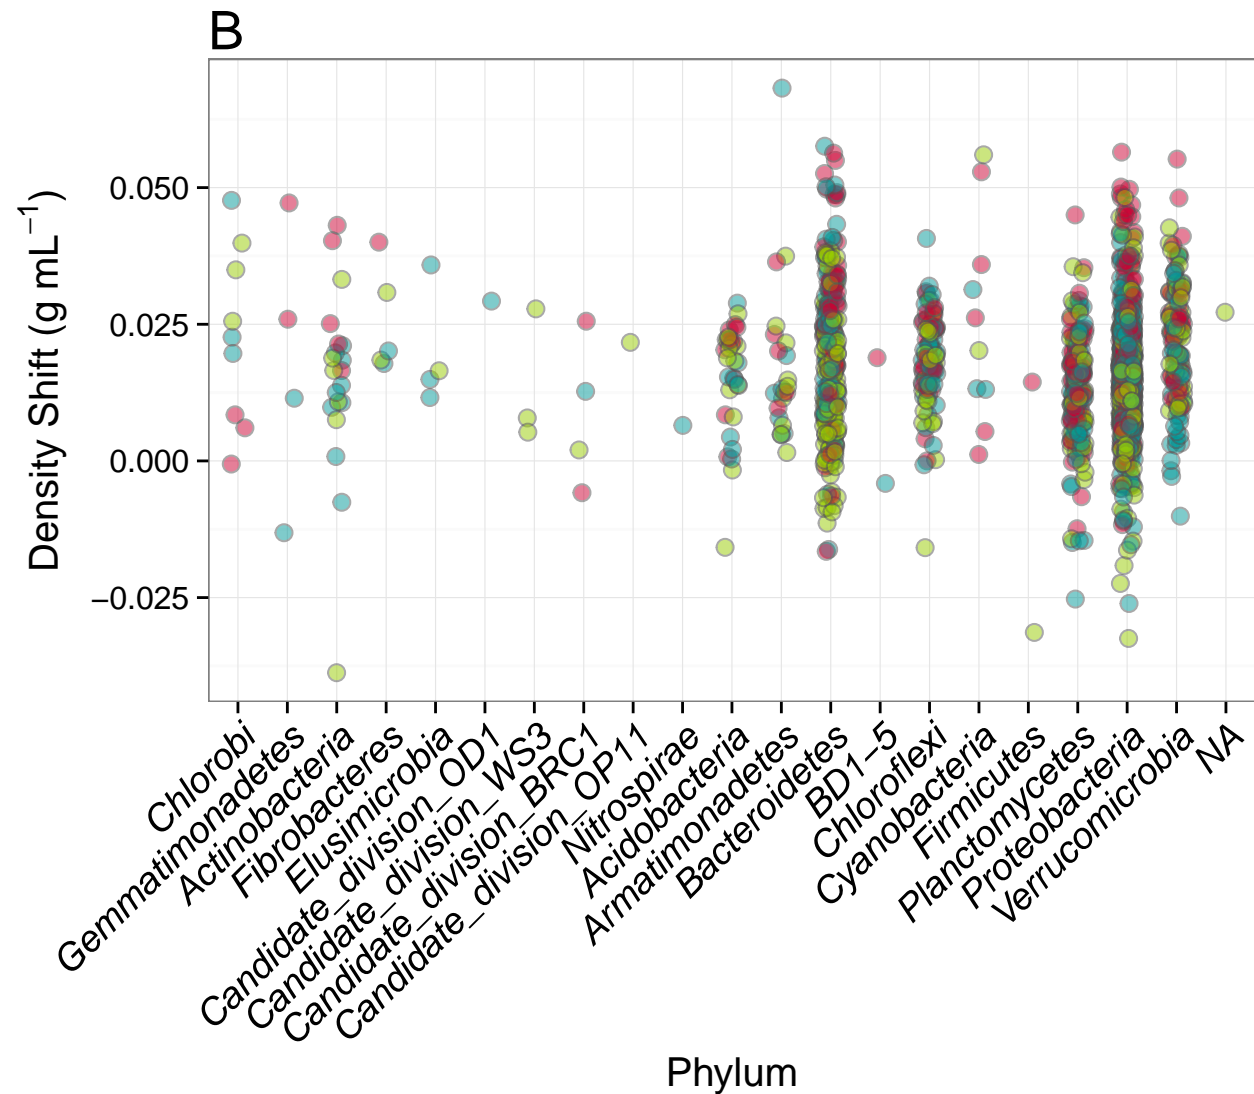 B
Density Shift (g mL⁻¹)
0.050
0.025
0.000
−0.025
Chlorobi
Gemmatimonadetes
Actinobacteria
Fibrobacteres
Elusimicrobia
Candidate_division_OD1
Candidate_division_WS3
Candidate_division_BRC1
Candidate_division_OP11
Nitrospirae
Acidobacteria
Armatimonadetes
Bacteroidetes
BD1−5
Chloroflexi
Cyanobacteria
Firmicutes
Planctomycetes
Proteobacteria
Verrucomicrobia
NA
Phylum